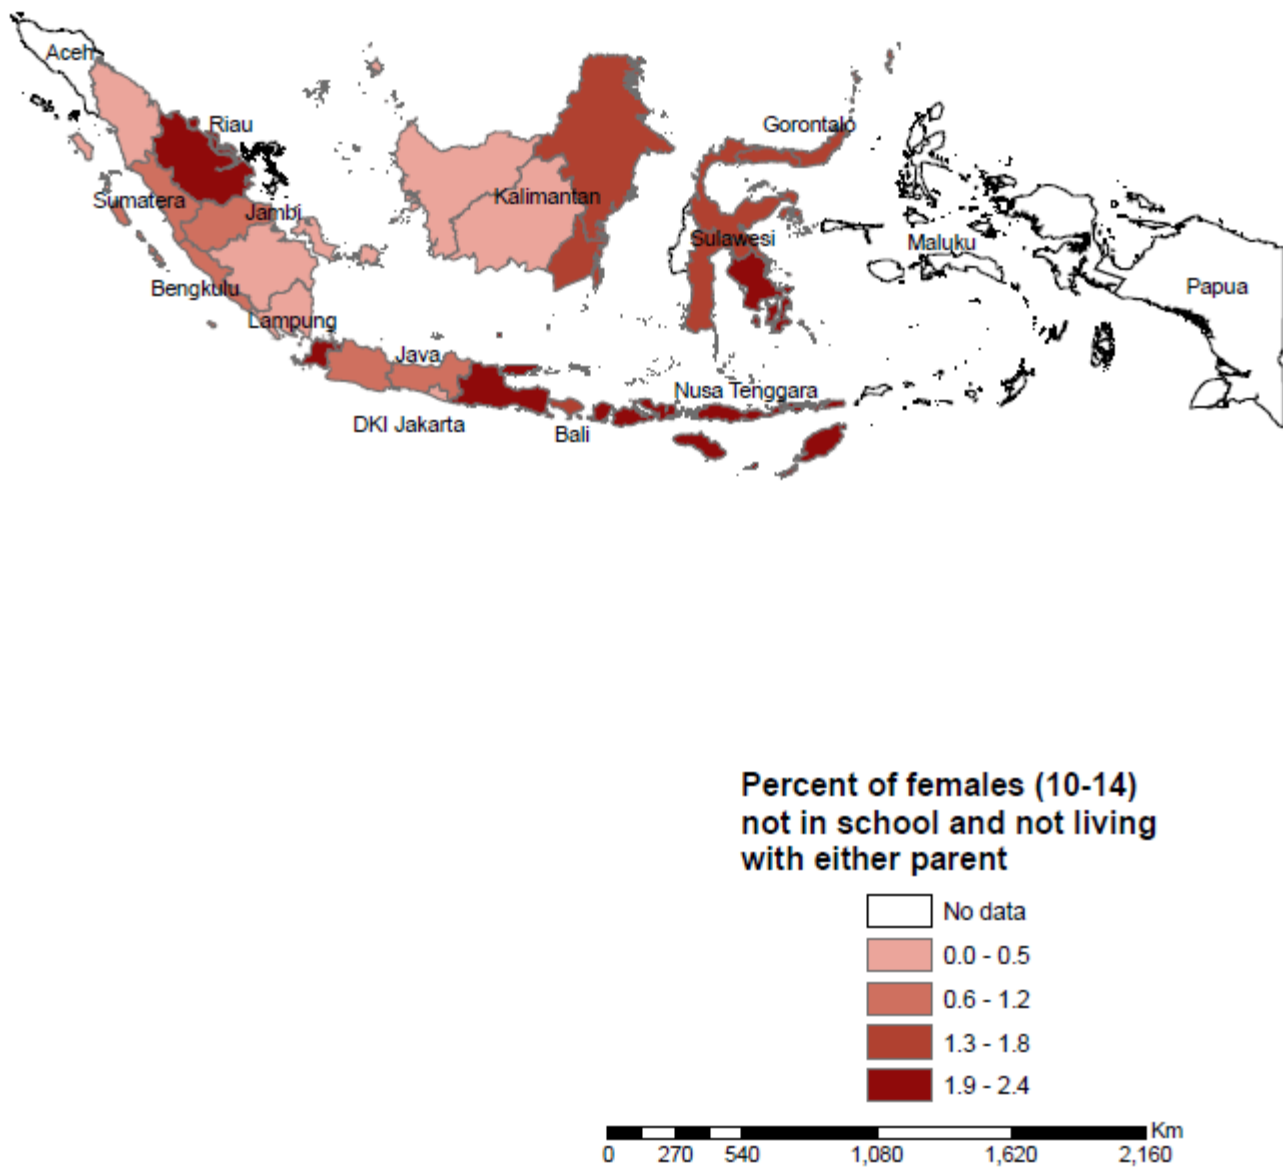 Aceh
Riau
Gorontalo
Sumatera
Jambi
Kalimantan
Sulawesi
Maluku
Papua
Bengkulu
Lampung
Java
Nusa Tenggara
DKI Jakarta
Bali
Percent of females (10-14)
not in school and not living
with either parent
No data
0.0 - 0.5
0.6 - 1.2
1.3 - 1.8
1.9 - 2.4
Km
0 270 540 1,080 1,620 2,160